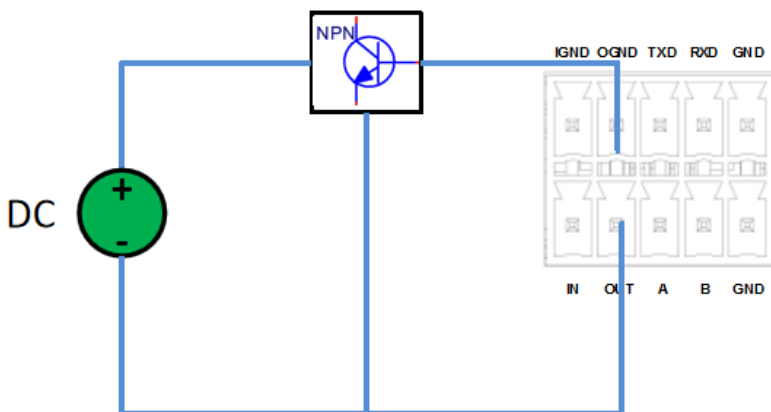 NPN
IGND OGND TXD RXD GND
+
DC
-
IN OUT A B GND